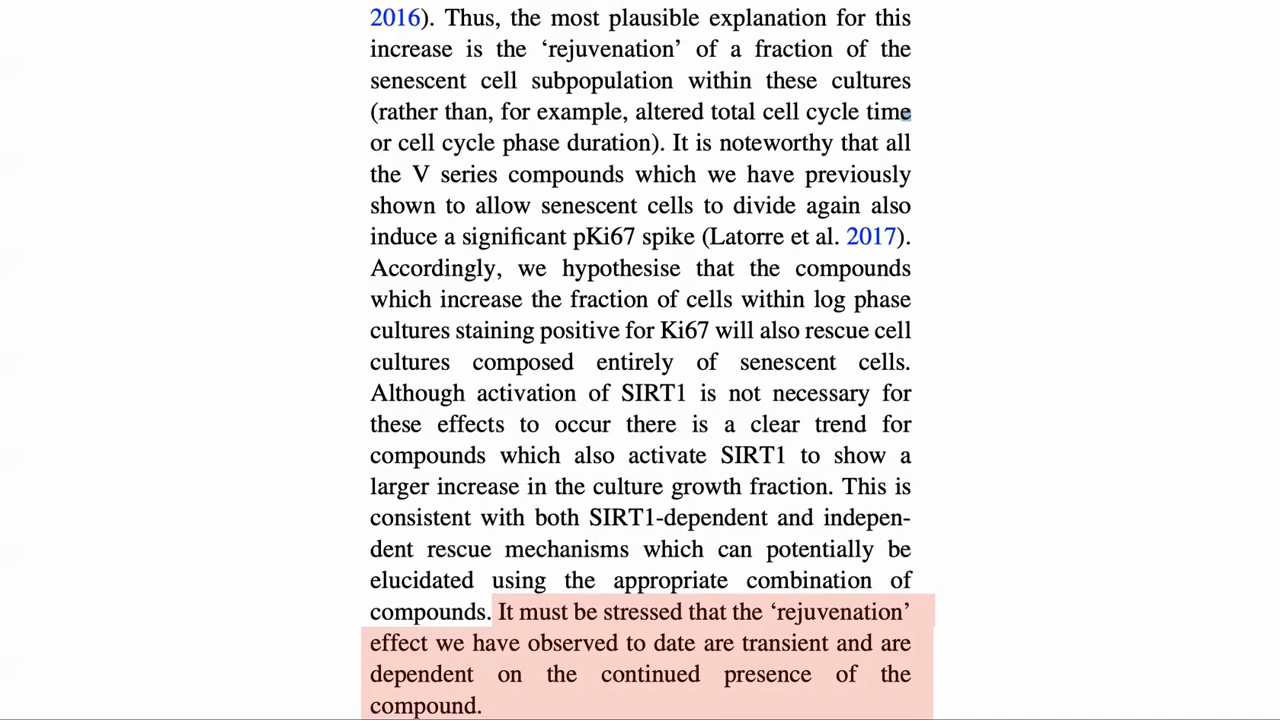 2016). Thus, the most plausible explanation for this
increase is the ‘rejuvenation’ of a fraction of the
senescent cell subpopulation within these cultures
(rather than, for example, altered total cell cycle time
or cell cycle phase duration). It is noteworthy that all
the V series compounds which we have previously
shown to allow senescent cells to divide again also
induce a significant pKi67 spike (Latorre et al. 2017).
Accordingly, we hypothesise that the compounds
which increase the fraction of cells within log phase
cultures staining positive for Ki67 will also rescue cell
cultures composed entirely of senescent cells.
Although activation of SIRT1 is not necessary for
these effects to occur there is a clear trend for
compounds which also activate SIRT1 to show a
larger increase in the culture growth fraction. This is
consistent with both SIRT1-dependent and indepen-
dent rescue mechanisms which can potentially be
elucidated using the appropriate combination of
compounds. It must be stressed that the ‘rejuvenation’
effect we have observed to date are transient and are
dependent on the continued presence of the
compound.